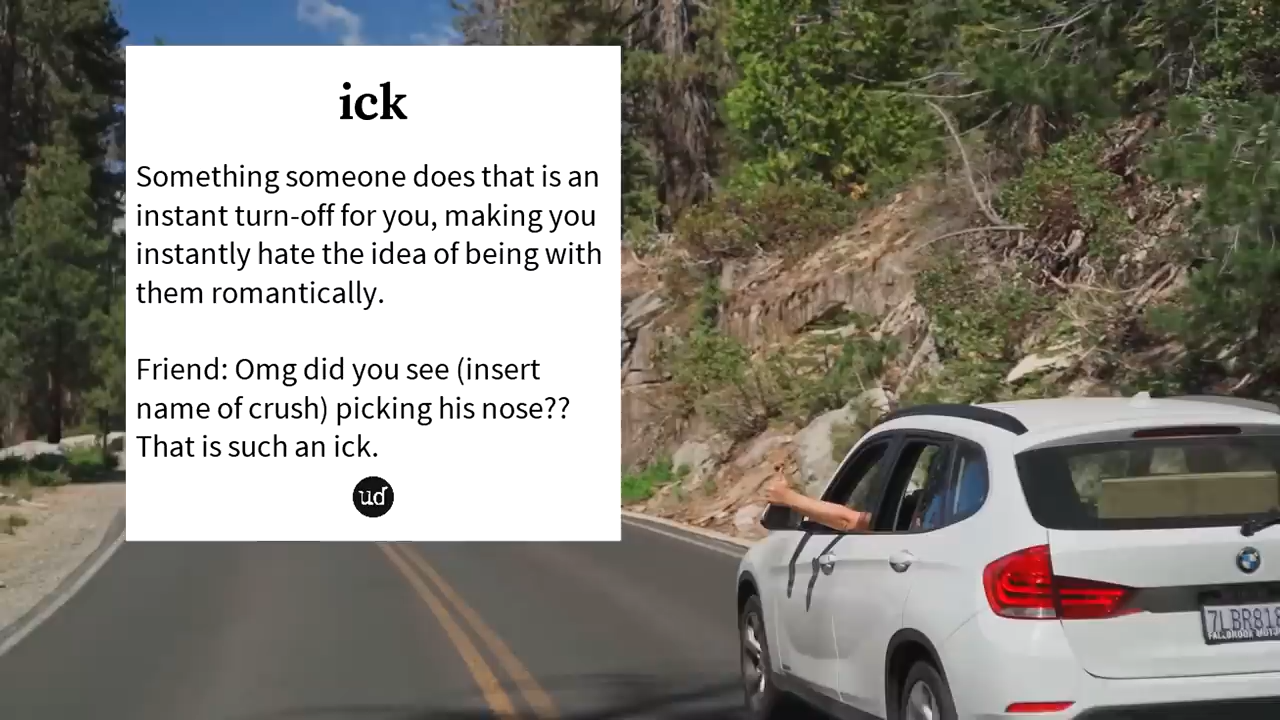 ick
Something someone does that is an
instant turn-off for you, making you
instantly hate the idea of being with
them romantically.
Friend: Omg did you see (insert
name of crush) picking his nose??
That is such an ick.
ud
7LBR818
FALLBROOK MOTO